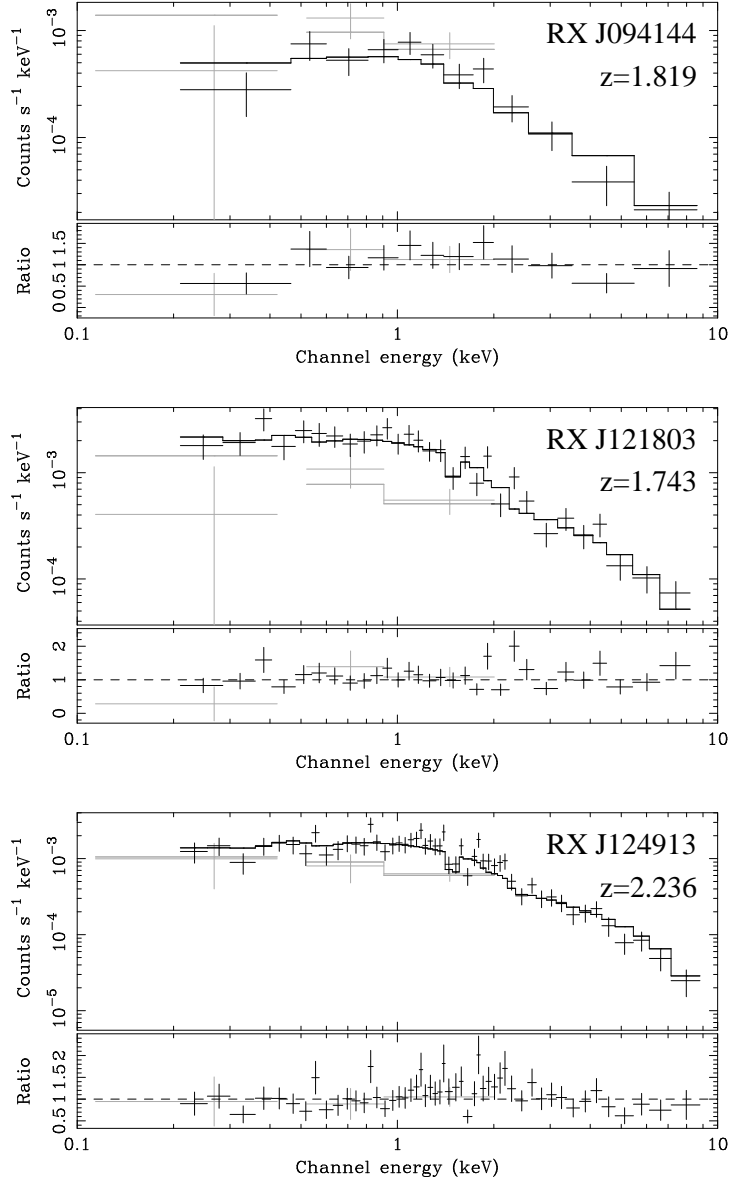 RX J094144
z=1.819
Counts s⁻¹ keV⁻¹
10⁻³
10⁻⁴
Ratio
0 0.5 1 1.5
0.1 1 10
Channel energy (keV)
RX J121803
z=1.743
Counts s⁻¹ keV⁻¹
10⁻³
10⁻⁴
Ratio
2
1
0
0.1 1 10
Channel energy (keV)
RX J124913
z=2.236
Counts s⁻¹ keV⁻¹
10⁻³
10⁻⁴
10⁻⁵
Ratio
0.5 1 1.5 2
0.1 1 10
Channel energy (keV)